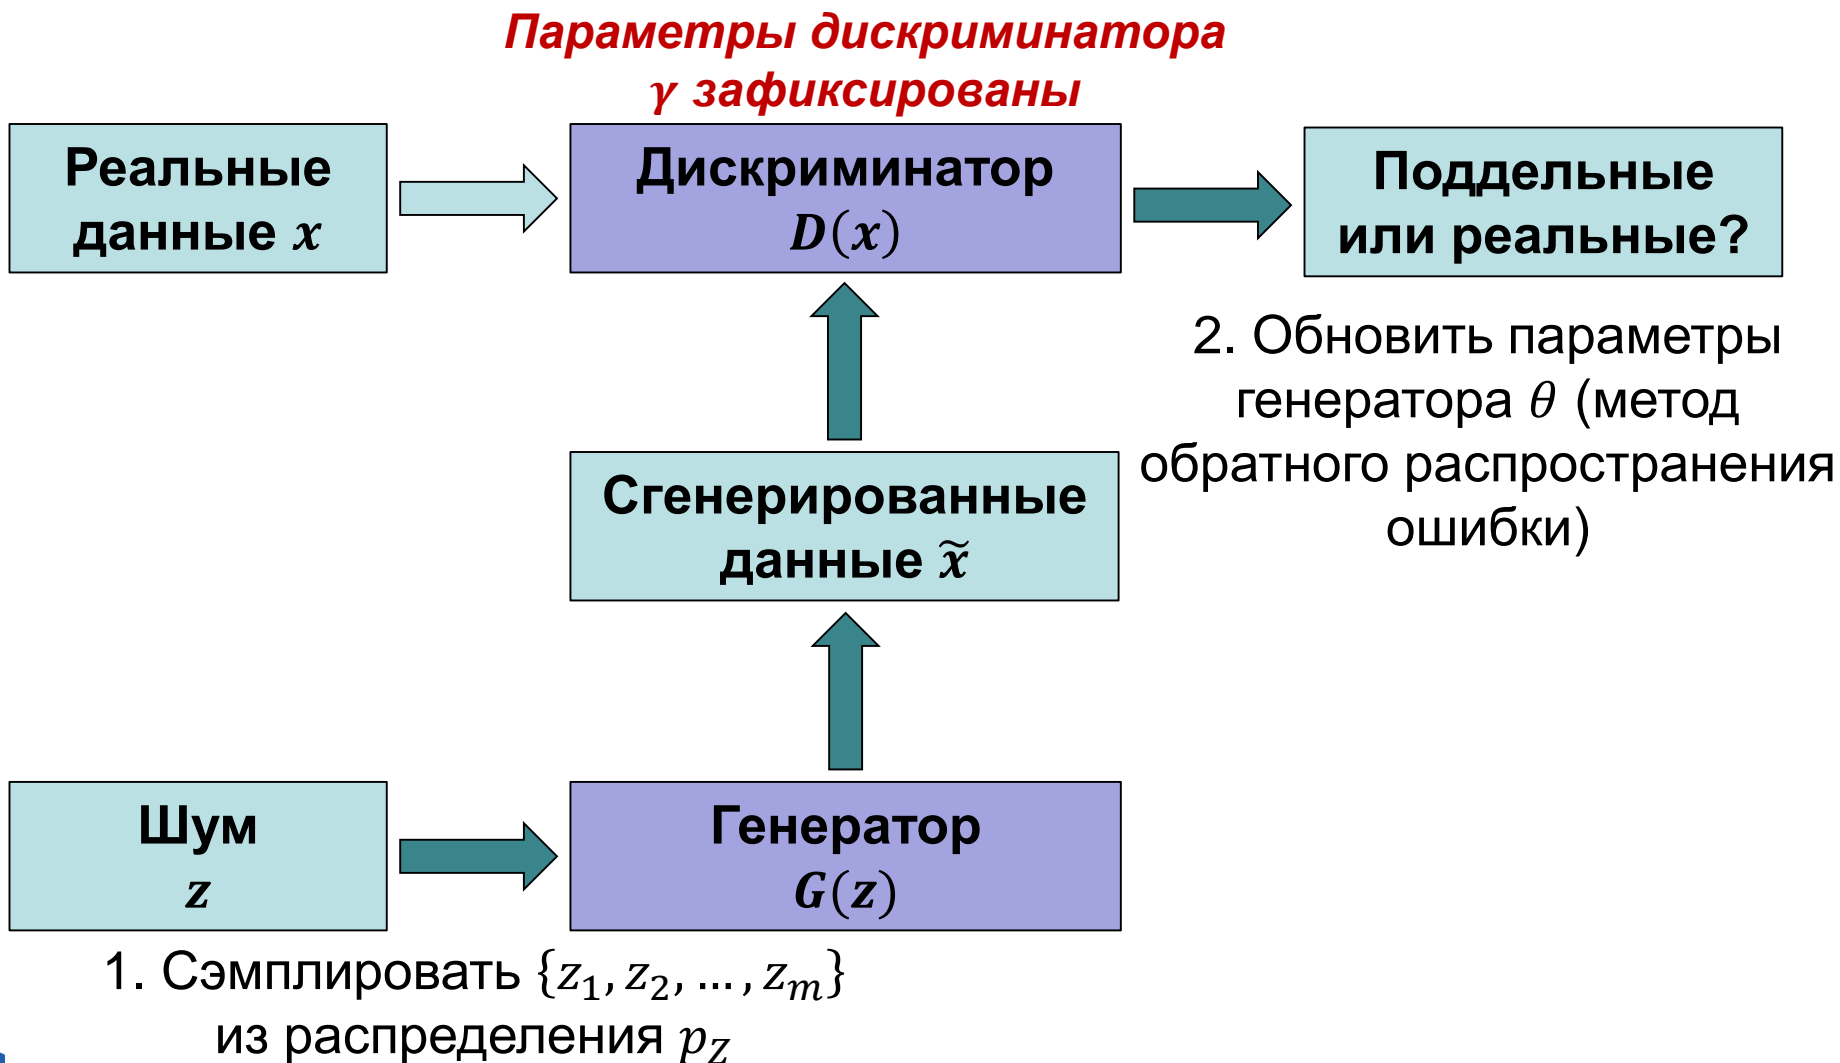 Параметры дискриминатора
γ зафиксированы
Реальные
данные x
Дискриминатор
D(x)
Поддельные
или реальные?
2. Обновить параметры
генератора θ (метод
обратного распространения
ошибки)
Сгенерированные
данные x̃
Шум
z
Генератор
G(z)
1. Сэмплировать {z₁, z₂, … , zₘ}
из распределения p_Z